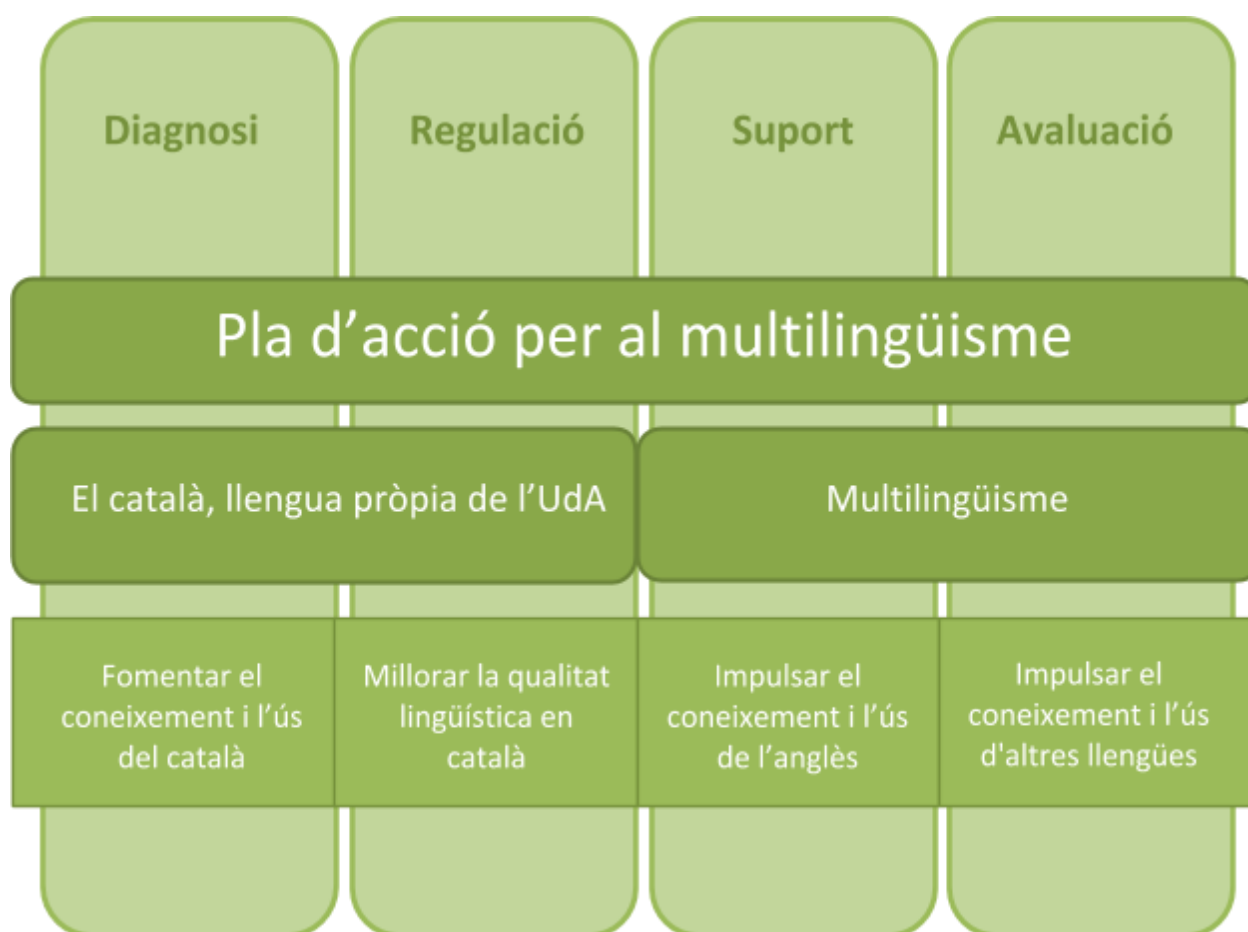 Diagnosi
Regulació
Suport
Avaluació
Pla d’acció per al multilingüisme
El català, llengua pròpia de l’UdA
Multilingüisme
Fomentar el
coneixement i l’ús
del català
Millorar la qualitat
lingüística en
català
Impulsar el
coneixement i l’ús
de l’anglès
Impulsar el
coneixement i l’ús
d'altres llengües